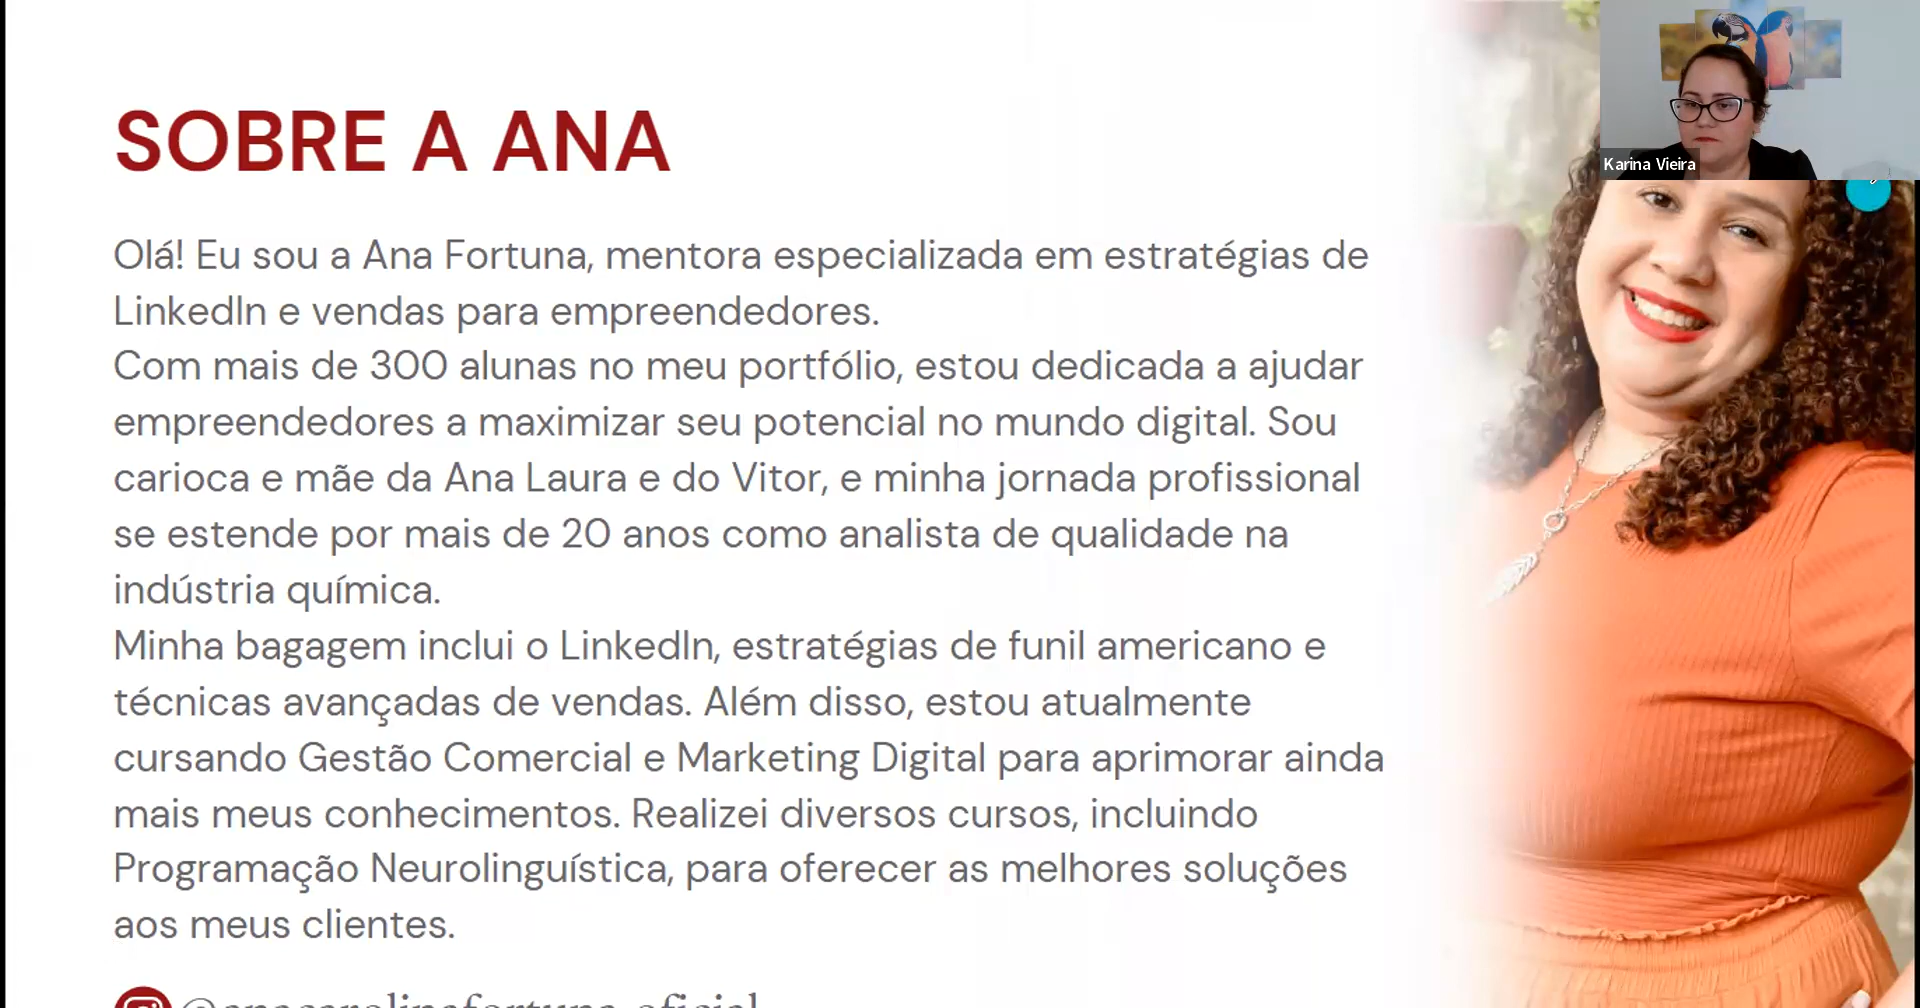 SOBRE A ANA
Karina Vieira
Olá! Eu sou a Ana Fortuna, mentora especializada em estratégias de
LinkedIn e vendas para empreendedores.
Com mais de 300 alunas no meu portfólio, estou dedicada a ajudar
empreendedores a maximizar seu potencial no mundo digital. Sou
carioca e mãe da Ana Laura e do Vitor, e minha jornada profissional
se estende por mais de 20 anos como analista de qualidade na
indústria química.
Minha bagagem inclui o LinkedIn, estratégias de funil americano e
técnicas avançadas de vendas. Além disso, estou atualmente
cursando Gestão Comercial e Marketing Digital para aprimorar ainda
mais meus conhecimentos. Realizei diversos cursos, incluindo
Programação Neurolinguística, para oferecer as melhores soluções
aos meus clientes.